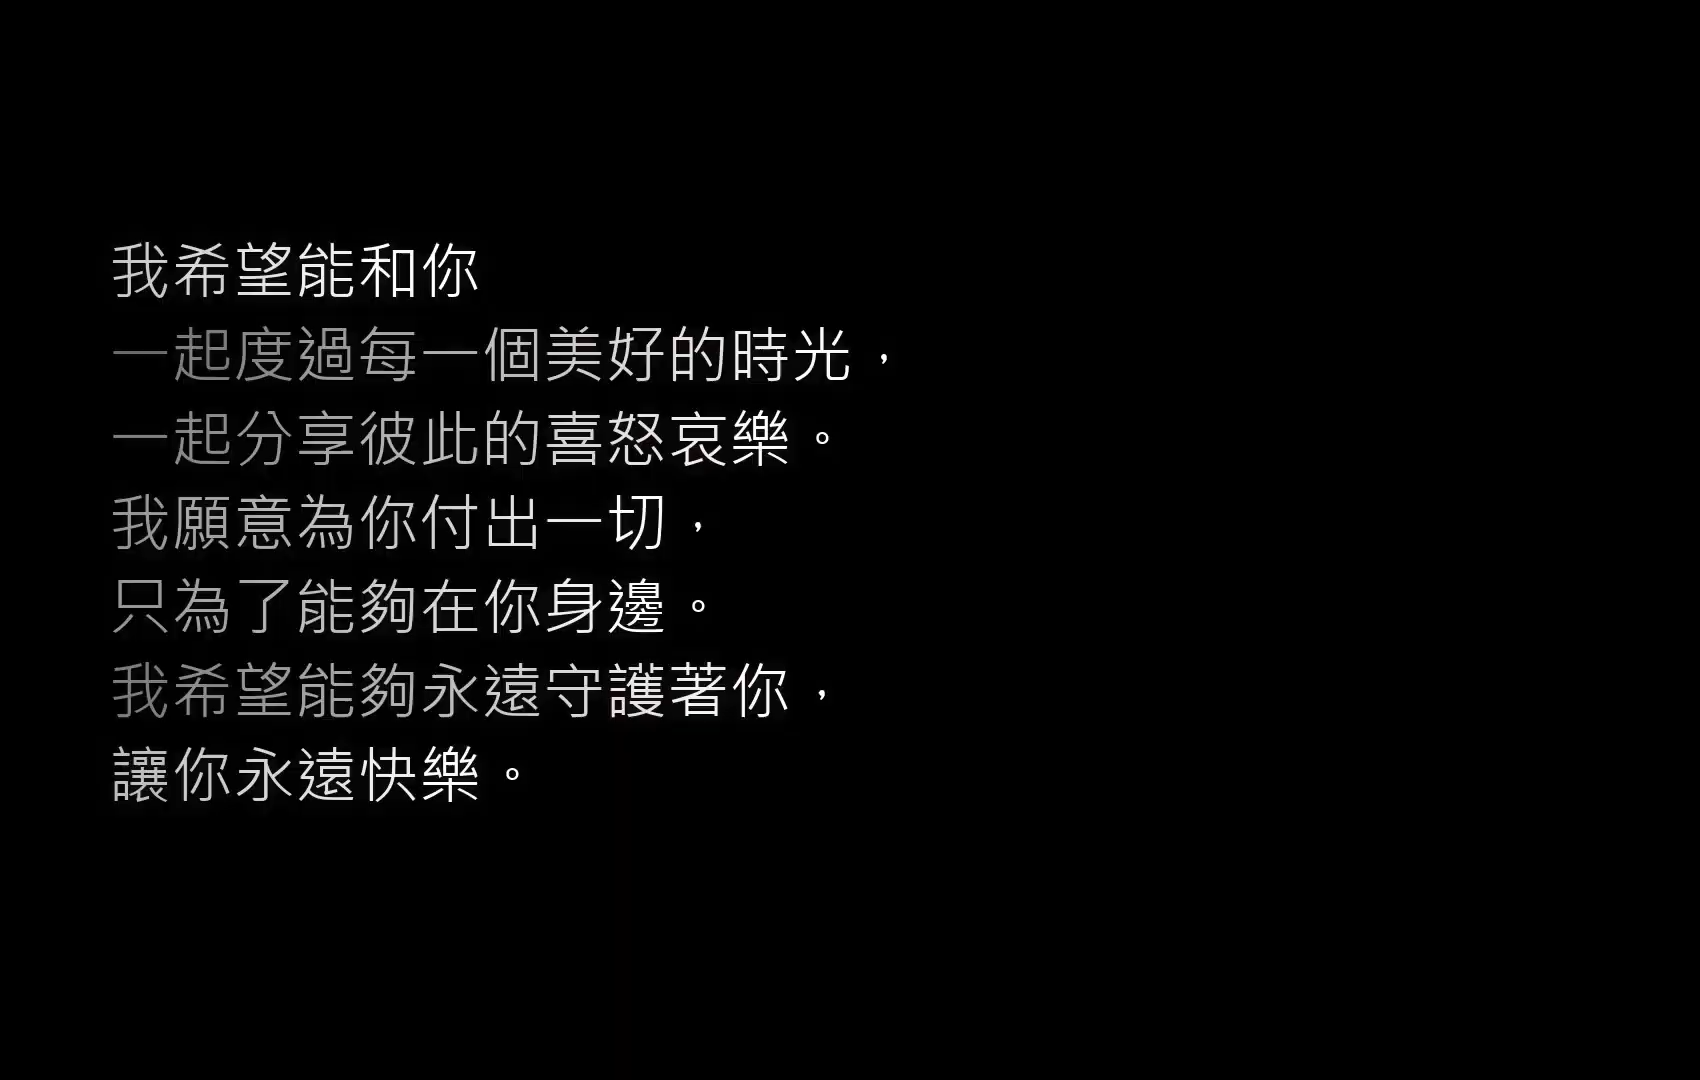 我希望能和你
一起度過每一個美好的時光，
一起分享彼此的喜怒哀樂。
我願意為你付出一切，
只為了能夠在你身邊。
我希望能夠永遠守護著你，
讓你永遠快樂。